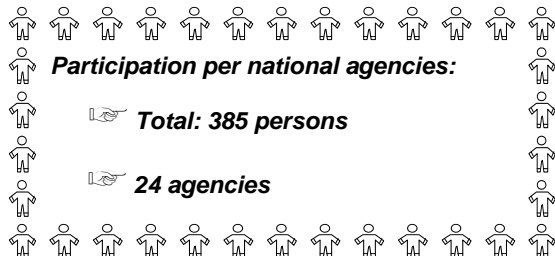 Participation per national agencies:
☞ Total: 385 persons
☞ 24 agencies